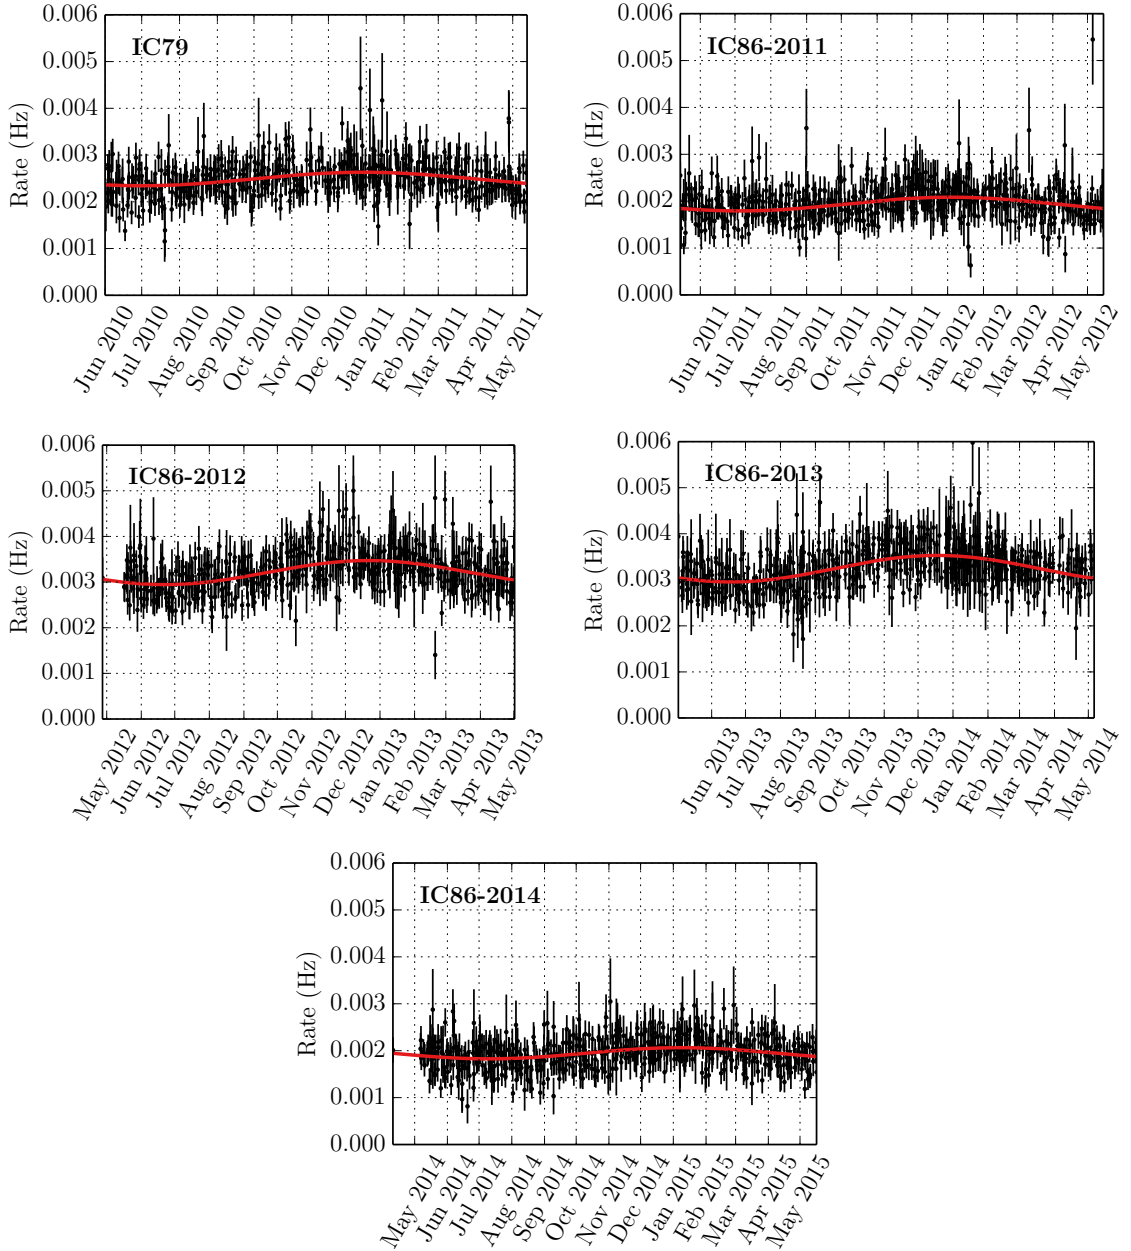 IC79
Rate (Hz)
0.006
0.005
0.004
0.003
0.002
0.001
0.000
Jun 2010
Jul 2010
Aug 2010
Sep 2010
Oct 2010
Nov 2010
Dec 2010
Jan 2011
Feb 2011
Mar 2011
Apr 2011
May 2011
IC86-2011
Rate (Hz)
0.006
0.005
0.004
0.003
0.002
0.001
0.000
Jun 2011
Jul 2011
Aug 2011
Sep 2011
Oct 2011
Nov 2011
Dec 2011
Jan 2012
Feb 2012
Mar 2012
Apr 2012
May 2012
IC86-2012
Rate (Hz)
0.006
0.005
0.004
0.003
0.002
0.001
0.000
May 2012
Jun 2012
Jul 2012
Aug 2012
Sep 2012
Oct 2012
Nov 2012
Dec 2012
Jan 2013
Feb 2013
Mar 2013
Apr 2013
May 2013
IC86-2013
Rate (Hz)
0.006
0.005
0.004
0.003
0.002
0.001
0.000
Jun 2013
Jul 2013
Aug 2013
Sep 2013
Oct 2013
Nov 2013
Dec 2013
Jan 2014
Feb 2014
Mar 2014
Apr 2014
May 2014
IC86-2014
Rate (Hz)
0.006
0.005
0.004
0.003
0.002
0.001
0.000
May 2014
Jun 2014
Jul 2014
Aug 2014
Sep 2014
Oct 2014
Nov 2014
Dec 2014
Jan 2015
Feb 2015
Mar 2015
Apr 2015
May 2015